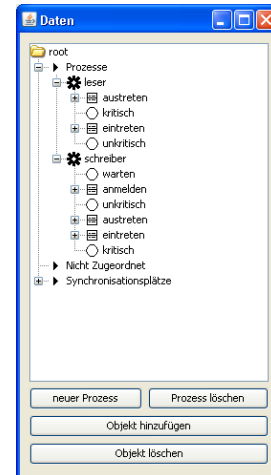 Daten
root
Prozesse
leser
austreten
kritisch
eintreten
unkritisch
schreiber
warten
anmelden
unkritisch
austreten
eintreten
kritisch
Nicht Zugeordnet
Synchronisationsplätze
neuer Prozess
Prozess löschen
Objekt hinzufügen
Objekt löschen